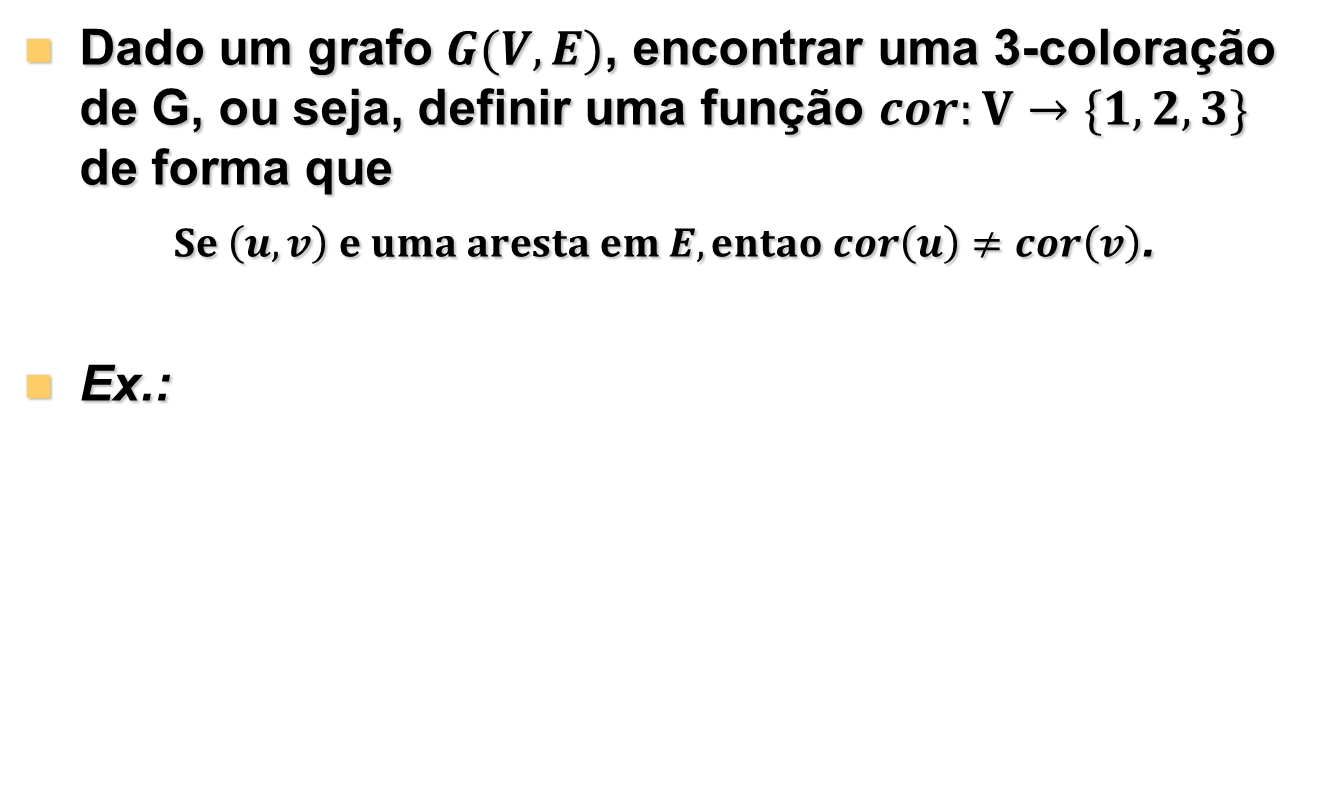 Dado um grafo G(V, E), encontrar uma 3-coloração
de G, ou seja, definir uma função cor: V → {1, 2, 3}
de forma que
Se (u, v) e uma aresta em E, entao cor(u) ≠ cor(v).
Ex.: